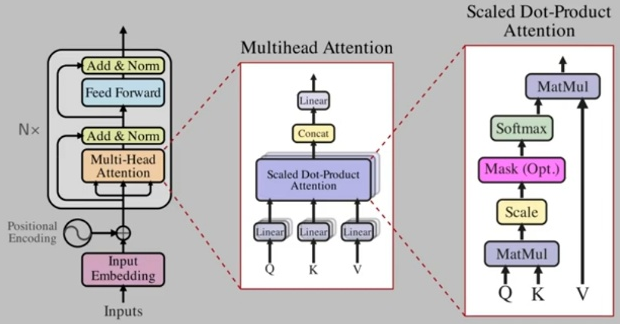 Scaled Dot-Product
Attention
Multihead Attention
Add & Norm
Feed Forward
N×
Add & Norm
Multi-Head
Attention
Positional
Encoding
Input
Embedding
Inputs
Linear
Concat
Scaled Dot-Product
Attention
Linear
Linear
Linear
Q
K
V
MatMul
Softmax
Mask (Opt.)
Scale
MatMul
Q
K
V